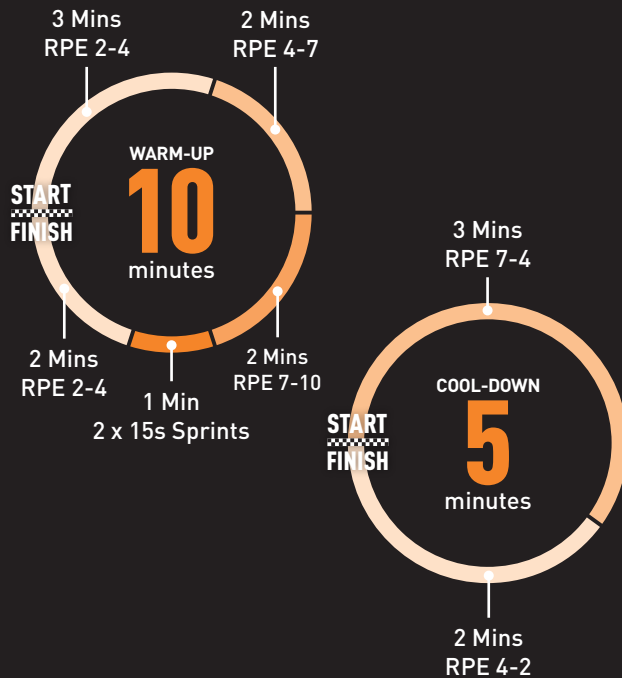 3 Mins
RPE 2-4
2 Mins
RPE 4-7
WARM-UP
10
minutes
START
FINISH
2 Mins
RPE 7-10
1 Min
2 x 15s Sprints
2 Mins
RPE 2-4
3 Mins
RPE 7-4
COOL-DOWN
5
minutes
START
FINISH
2 Mins
RPE 4-2